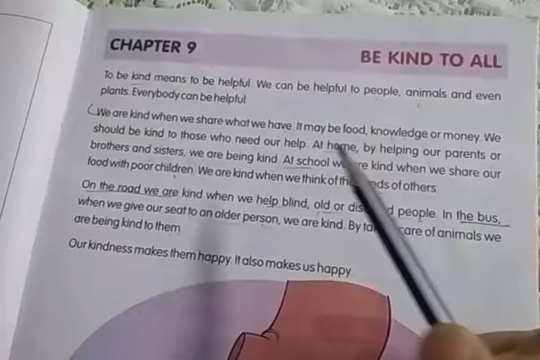 CHAPTER 9
BE KIND TO ALL
To be kind means to be helpful. We can be helpful to people, animals and even
plants. Everybody can be helpful
We are kind when we share what we have. It may be food, knowledge or money. We
should be kind to those who need our help. At home, by helping our parents or
brothers and sisters, we are being kind. At school we are kind when we share our
food with poor children. We are kind when we think of the of others.
On the road we are kind when we help blind, old or people. In the bus,
when we give our seat to an older person, we are kind. By care of animals we
are being kind to them.
Our kindness makes them happy. It also makes us happy